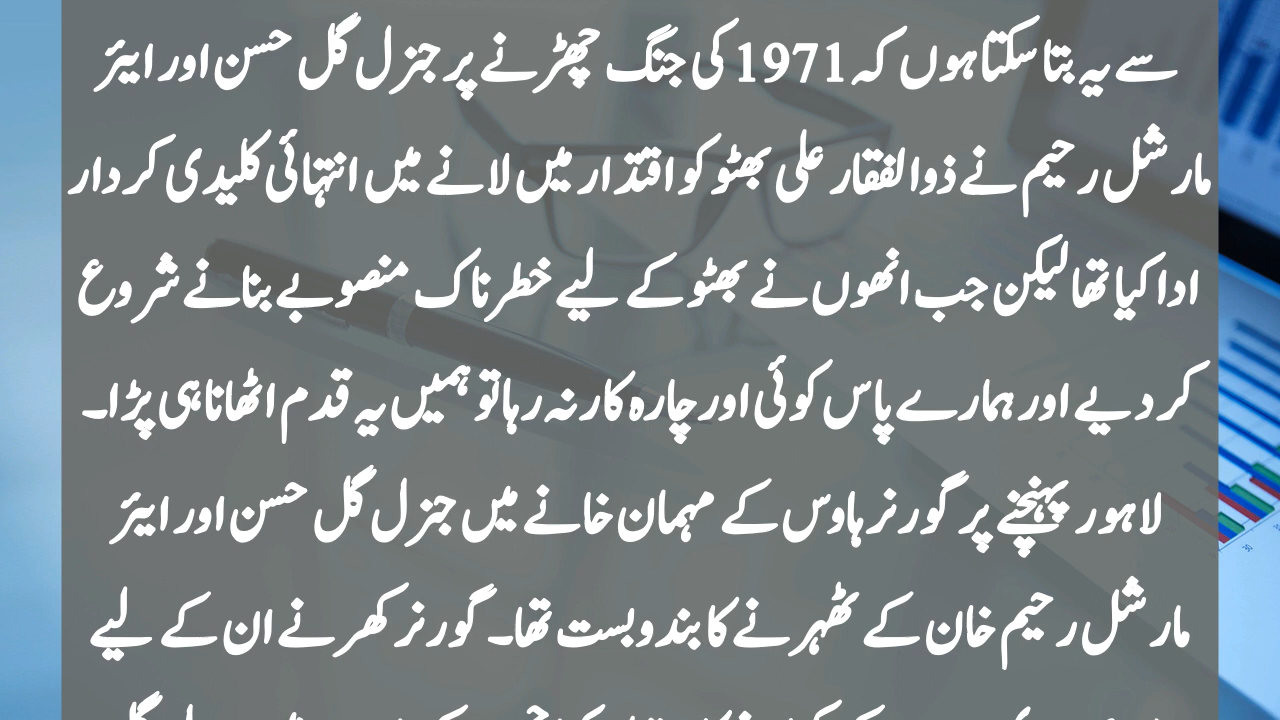 سے یہ بتا سکتا ہوں کہ 1971 کی جنگ چھڑنے پر جنرل گل حسن اور ایئر
مارشل رحیم نے ذوالفقار علی بھٹو کو اقتدار میں لانے میں انتہائی کلیدی کردار
ادا کیا تھا لیکن جب انھوں نے بھٹو کے لیے خطرناک منصوبے بنانے شروع
کر دیے اور ہمارے پاس کوئی اور چارہ کار نہ رہا تو ہمیں یہ قدم اٹھانا ہی پڑا۔
لاہور پہنچنے پر گورنر ہاوس کے مہمان خانے میں جنرل گل حسن اور ایئر
مارشل رحیم خان کے ٹھہرنے کا بندوبست تھا۔ گورنر کھر نے ان کے لیے